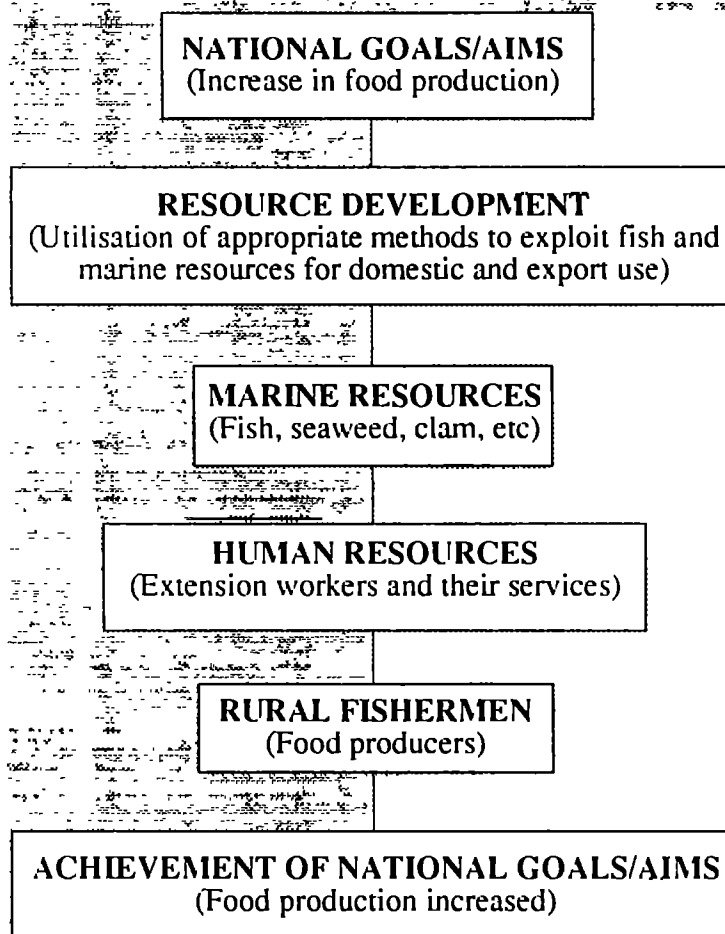 NATIONAL GOALS/AIMS
(Increase in food production)
RESOURCE DEVELOPMENT
(Utilisation of appropriate methods to exploit fish and
marine resources for domestic and export use)
MARINE RESOURCES
(Fish, seaweed, clam, etc)
HUMAN RESOURCES
(Extension workers and their services)
RURAL FISHERMEN
(Food producers)
ACHIEVEMENT OF NATIONAL GOALS/AIMS
(Food production increased)